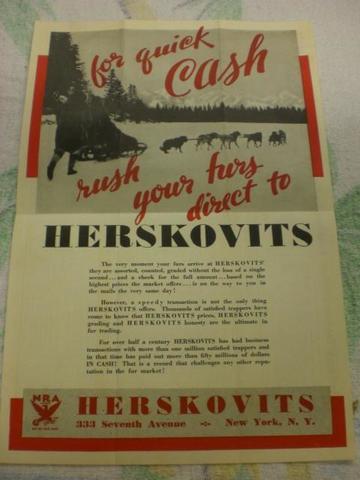 for quick
Cash
rush
your furs
direct to
HERSKOVITS
The very moment your furs arrive at HERSKOVITS'
they are assorted, counted, graded without the loss of a single
second...and a check for the full amount...based on the
highest prices the market offers...is on the way to you in
the mails the very same day!
However, a speedy transaction is not the only thing
HERSKOVITS offers. Thousands of satisfied trappers have
come to know that HERSKOVITS prices, HERSKOVITS
grading and HERSKOVITS honesty are the ultimate in
fur trading.
For over half a century HERSKOVITS has had business
transactions with more than one million satisfied trappers and
in that time has paid out more than fifty millions of dollars
IN CASH! That is a record that challenges any other repu-
tation in the fur market!
NRA
HERSKOVITS
333 Seventh Avenue
New York, N. Y.